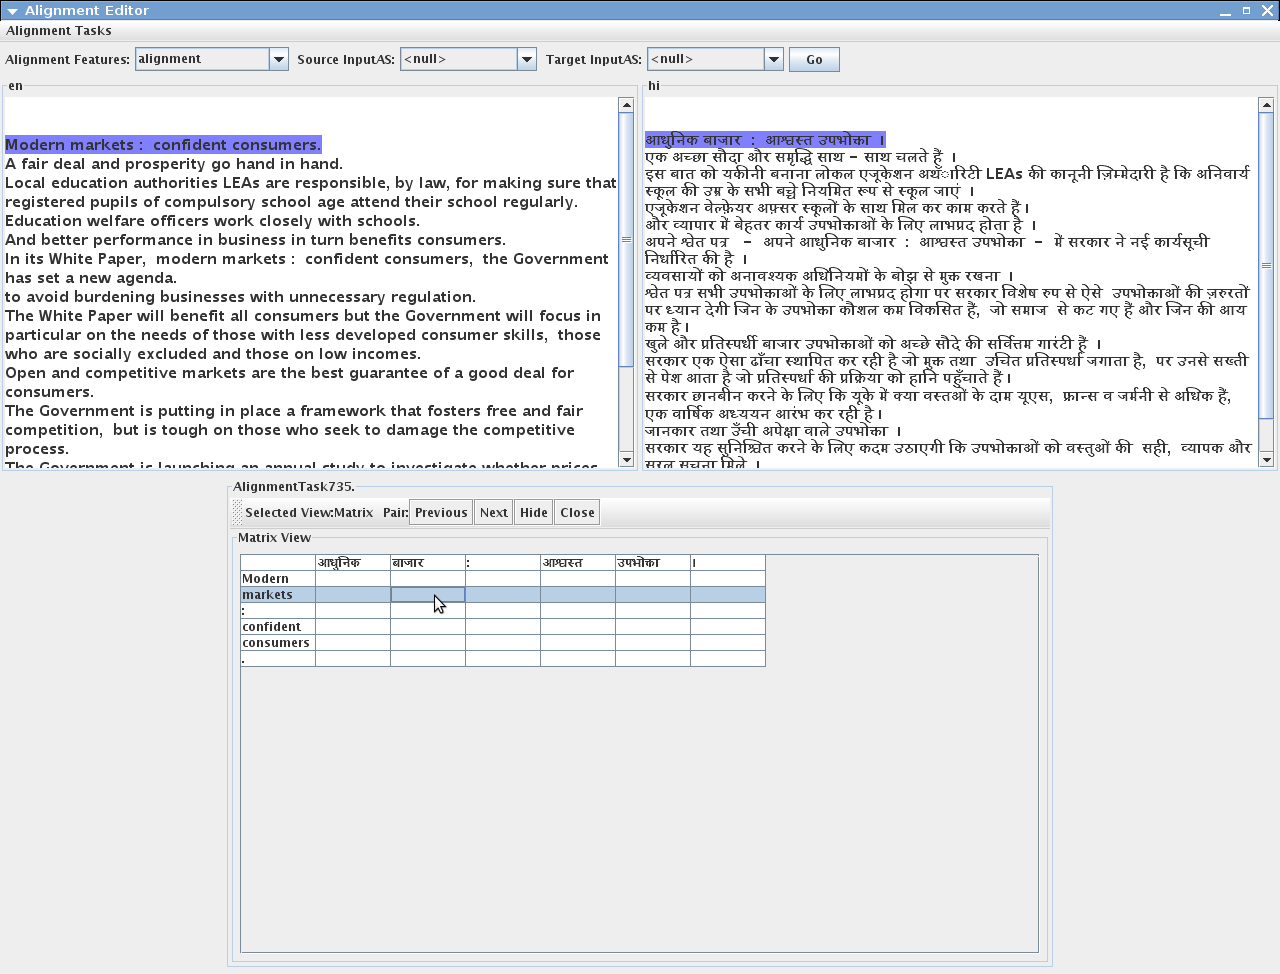 Alignment Editor
Alignment Tasks
Alignment Features: alignment Source InputAS: <null> Target InputAS: <null> Go
en
Modern markets :  confident consumers.
A fair deal and prosperity go hand in hand.
Local education authorities LEAs are responsible, by law, for making sure that
registered pupils of compulsory school age attend their school regularly.
Education welfare officers work closely with schools.
And better performance in business in turn benefits consumers.
In its White Paper,  modern markets :  confident consumers,  the Government
has set a new agenda.
to avoid burdening businesses with unnecessary regulation.
The White Paper will benefit all consumers but the Government will focus in
particular on the needs of those with less developed consumer skills,  those
who are socially excluded and those on low incomes.
Open and competitive markets are the best guarantee of a good deal for
consumers.
The Government is putting in place a framework that fosters free and fair
competition,  but is tough on those who seek to damage the competitive
process.
The Government is launching an annual study to investigate whether prices
hi
आधुनिक बाजार  :  आश्वस्त उपभोक्ता  ।
एक अच्छा सौदा और समृद्धि साथ – साथ चलते हैं  ।
इस बात को यकीनी बनाना लोकल एजूकेशन अथॅारिटी LEAs की कानूनी ज़िम्मेदारी है कि अनिवार्य
स्कूल की उम्र के सभी बच्चे नियमित रूप से स्कूल जाएं  ।
एजूकेशन वेल्फ़ेयर अफ़्सर स्कूलों के साथ मिल कर काम करते हैं।
और व्यापार में बेहतर कार्य उपभोक्ताओं के लिए लाभप्रद होता है  ।
अपने श्वेत पत्र  –  अपने आधुनिक बाजार  :  आश्वस्त उपभोक्ता  –  में सरकार ने नई कार्यसूची
निर्धारित की है  ।
व्यवसायों को अनावश्यक अधिनियमों के बोझ से मुक्त रखना  ।
श्वेत पत्र सभी उपभोक्ताओं के लिए लाभप्रद होगा पर सरकार विशेष रुप से ऐसे  उपभोक्ताओं की ज़रुरतों
पर ध्यान देगी जिन के उपभोक्ता कौशल कम विकसित हैं,  जो समाज  से कट गए हैं और जिन की आय
कम है।
खुले और प्रतिस्पर्धी बाजार उपभोक्ताओं को अच्छे सौदे की सर्वित्तम गारंटी हैं  ।
सरकार एक ऐसा ढाँचा स्थापित कर रही है जो मुक्त तथा  उचित प्रतिस्पर्धा जगाता है,  पर उनसे सख्ती
से पेश आता है जो प्रतिस्पर्धा की प्रक्रिया को हानि पहुँचाते हैं।
सरकार छानबीन करने के लिए कि यूके में क्या वस्तओं के दाम यूएस,  फ्रान्स व जर्मनी से अधिक हैं,
एक वार्षिक अध्ययन आरंभ कर रही है।
जानकार तथा उँची अपेक्षा वाले उपभोक्ता  ।
सरकार यह सुनिश्चित करने के लिए कदम उठाएगी कि उपभोक्ताओं को वस्तुओं की  सही,  व्यापक और
सरल सूचना मिले  ।
AlignmentTask735.
Selected View:Matrix Pair: Previous Next Hide Close
Matrix View
आधुनिक बाजार : आश्वस्त उपभोक्ता ।
Modern
markets
:
confident
consumers
.